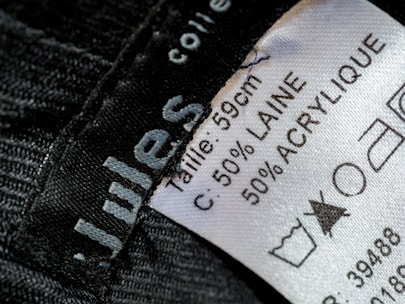 Jules
colle
Taille: 59cm
C: 50% LAINE
50% ACRYLIQUE
R: 39488